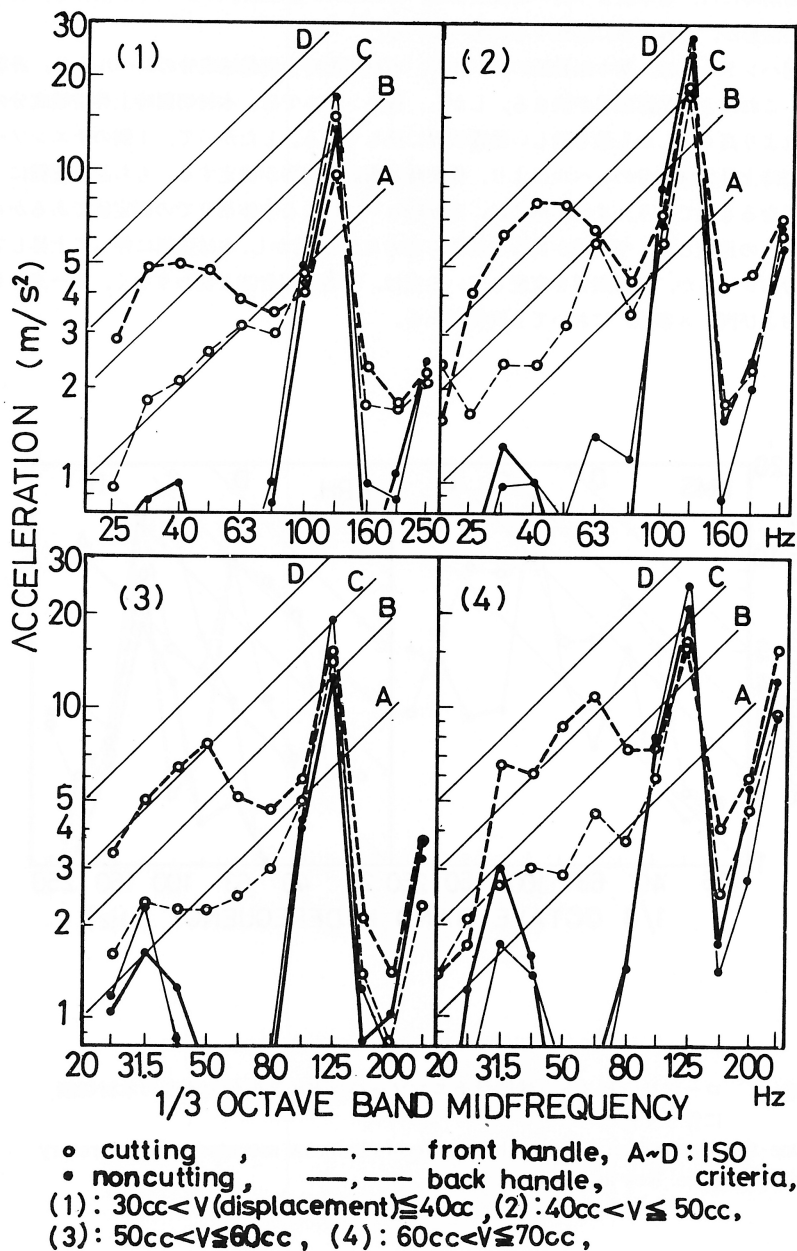 ACCELERATION (m/s²)
30
20
10
5
4
3
2
1
(1)
D
C
B
A
(2)
D
C
B
A
25 40 63 100 160 250 25 40 63 100 160 Hz
30
20
10
5
4
3
2
1
(3)
D
C
B
A
(4)
D
C
B
A
20 31.5 50 80 125 200 20 31.5 50 80 125 200
1/3 OCTAVE BAND MIDFREQUENCY Hz
o cutting , ——,---- front handle, A~D : ISO
• noncutting, ——,---- back handle, criteria,
(1) : 30cc<V(displacement)≦40cc ,(2) :40cc<V≦ 50cc,
(3) : 50cc<V≦60cc , (4) : 60cc<V≦70cc ,